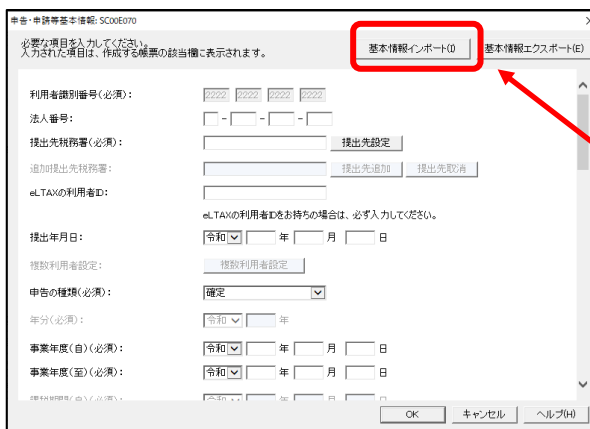 申告・申請等基本情報: SC00E070
必要な項目を入力してください。
入力された項目は、作成する帳票の該当欄に表示されます。
基本情報インポート(I) 基本情報エクスポート(E)
利用者識別番号(必須): 2222 2222 2222 2222
法人番号: - - -
提出先税務署(必須): 提出先設定
追加提出先税務署: 提出先追加 提出先取消
eLTAXの利用者ID:
eLTAXの利用者IDをお持ちの場合は、必ず入力してください。
提出年月日: 令和 年 月 日
複数利用者設定: 複数利用者設定
申告の種類(必須): 確定
年分(必須): 令和 年
事業年度(自)(必須): 令和 年 月 日
事業年度(至)(必須): 令和 年 月 日
OK キャンセル ヘルプ(H)